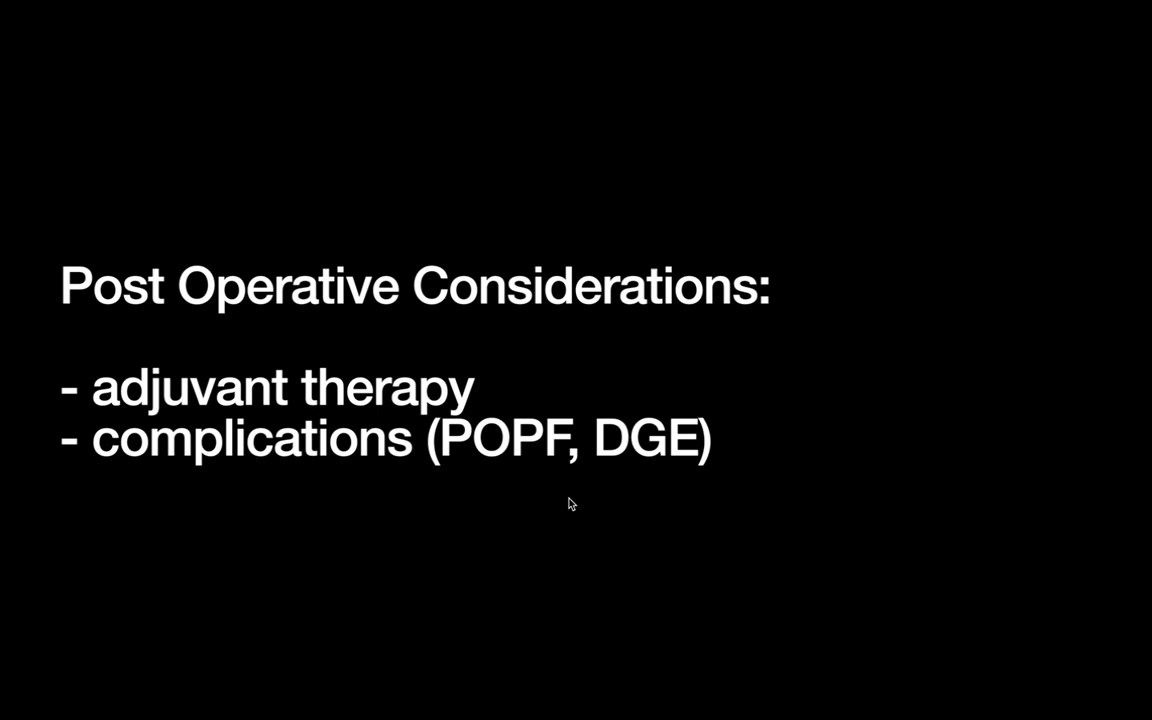 Post Operative Considerations:
- adjuvant therapy
- complications (POPF, DGE)